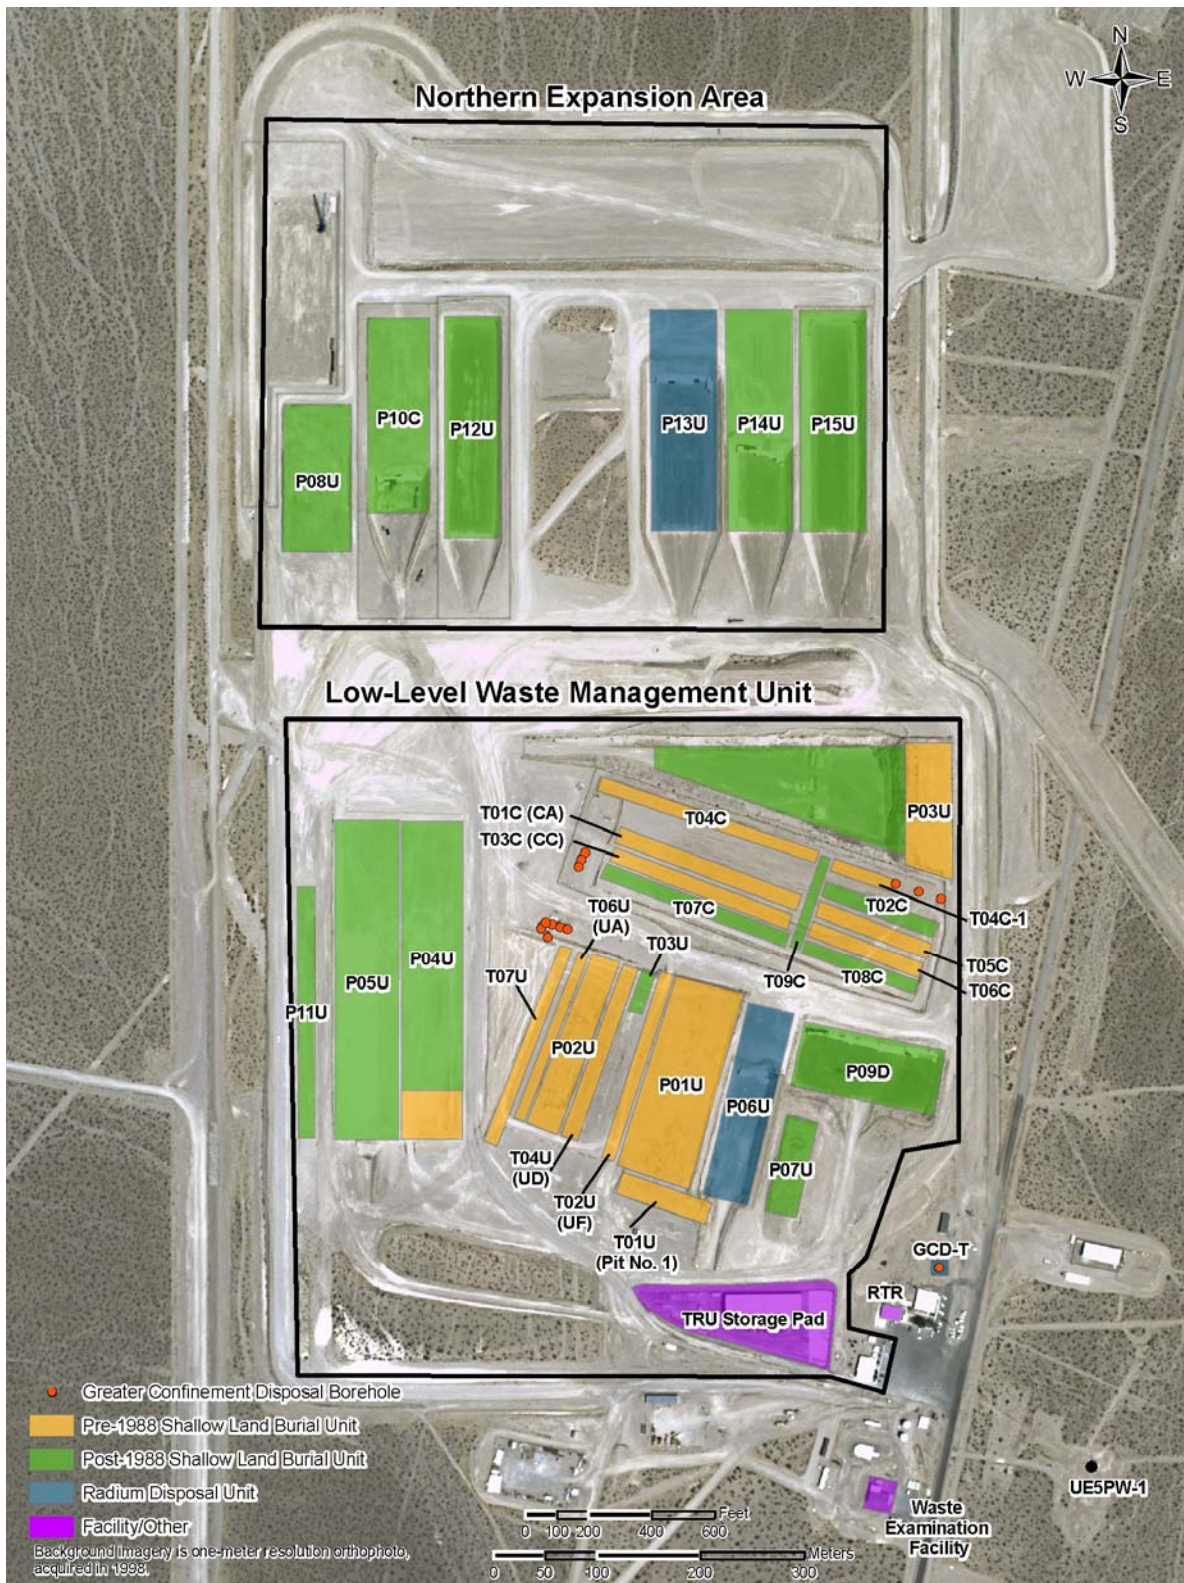 N
W E
S
Northern Expansion Area
P10C
P12U
P13U
P14U
P15U
P08U
Low-Level Waste Management Unit
P03U
T01C (CA)
T04C
T03C (CC)
T06U
(UA)
T07C
T02C
T04C-1
T03U
T07U
T09C
T08C
T05C
T06C
P04U
P05U
P11U
P02U
P01U
P06U
P09D
P07U
T04U
(UD)
T02U
(UF)
T01U
(Pit No. 1)
GCD-T
RTR
TRU Storage Pad
Greater Confinement Disposal Borehole
Pre-1988 Shallow Land Burial Unit
Post-1988 Shallow Land Burial Unit
Radium Disposal Unit
Facility/Other
Background imagery is one-meter resolution orthophoto,
acquired in 1998.
UE5PW-1
Waste
Examination
Facility
Feet
0 100 200 400 600
Meters
0 50 100 200 300